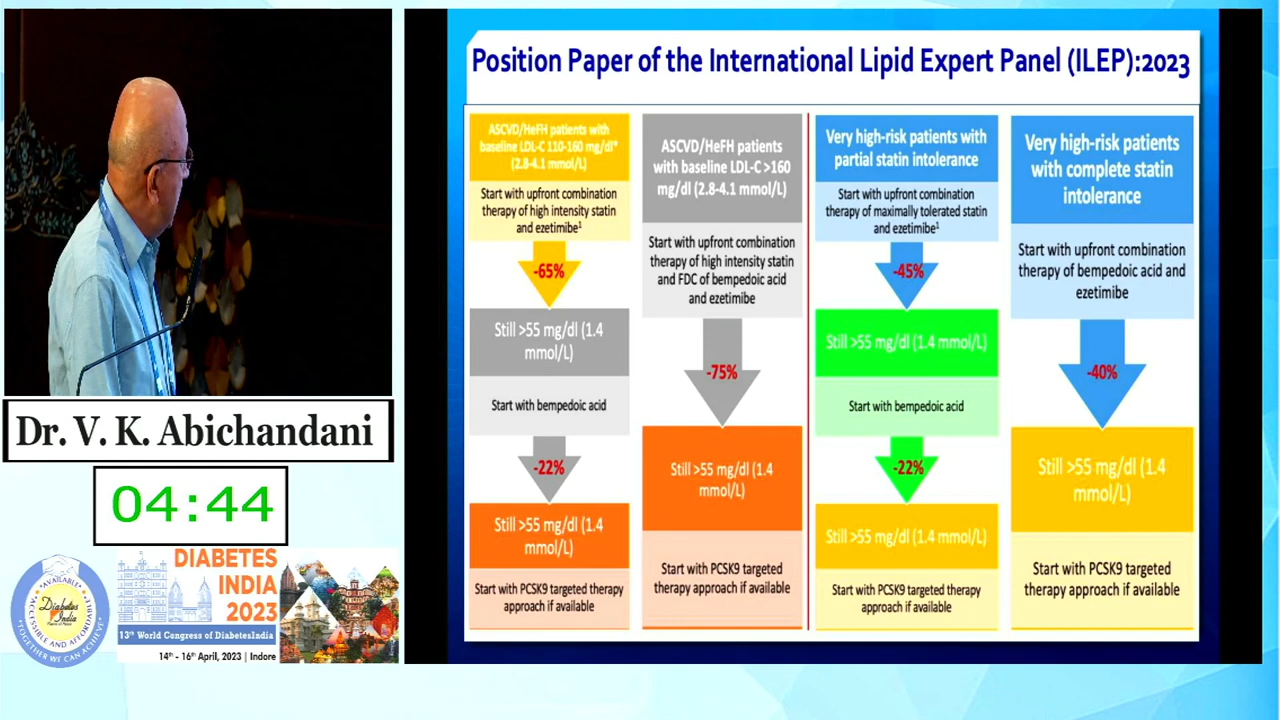 Position Paper of the International Lipid Expert Panel (ILEP):2023
ASCVD/HeFH patients with
baseline LDL-C 110-160 mg/dl*
(2.8-4.1 mmol/L)
Start with upfront combination
therapy of high intensity statin
and ezetimibe¹
-65%
Still >55 mg/dl (1.4
mmol/L)
Start with bempedoic acid
-22%
Still >55 mg/dl (1.4
mmol/L)
Start with PCSK9 targeted therapy
approach if available
ASCVD/HeFH patients
with baseline LDL-C >160
mg/dl (2.8-4.1 mmol/L)
Start with upfront combination
therapy of high intensity statin
and FDC of bempedoic acid
and ezetimibe
-75%
Still >55 mg/dl (1.4
mmol/L)
Start with PCSK9 targeted
therapy approach if available
Very high-risk patients with
partial statin intolerance
Start with upfront combination
therapy of maximally tolerated statin
and ezetimibe¹
-45%
Still >55 mg/dl (1.4 mmol/L)
Start with bempedoic acid
-22%
Still >55 mg/dl (1.4 mmol/L)
Start with PCSK9 targeted therapy
approach if available
Very high-risk patients
with complete statin
intolerance
Start with upfront combination
therapy of bempedoic acid and
ezetimibe
-40%
Still >55 mg/dl (1.4
mmol/L)
Start with PCSK9 targeted
therapy approach if available
Dr. V. K. Abichandani
04:44
AVAILABLE
ACCESSIBLE AND AFFORDABLE
TOGETHER WE CAN ACHIEVE
Diabetes
India
DIABETES
INDIA
2023
13th World Congress of DiabetesIndia
14th - 16th April, 2023 | Indore